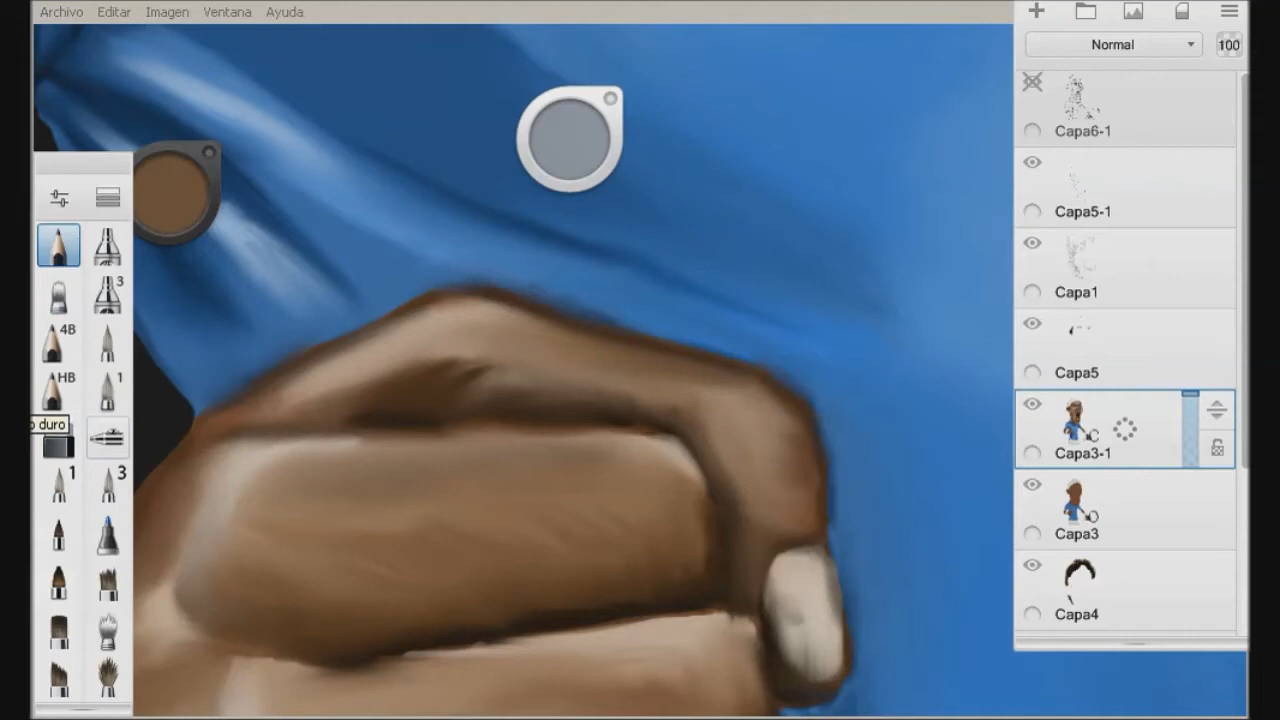 Archivo Editar Imagen Ventana Ayuda
Normal
100
Capa6-1
Capa5-1
3
Capa1
4B
Capa5
HB
1
o duro
Capa3-1
1
3
Capa3
Capa4